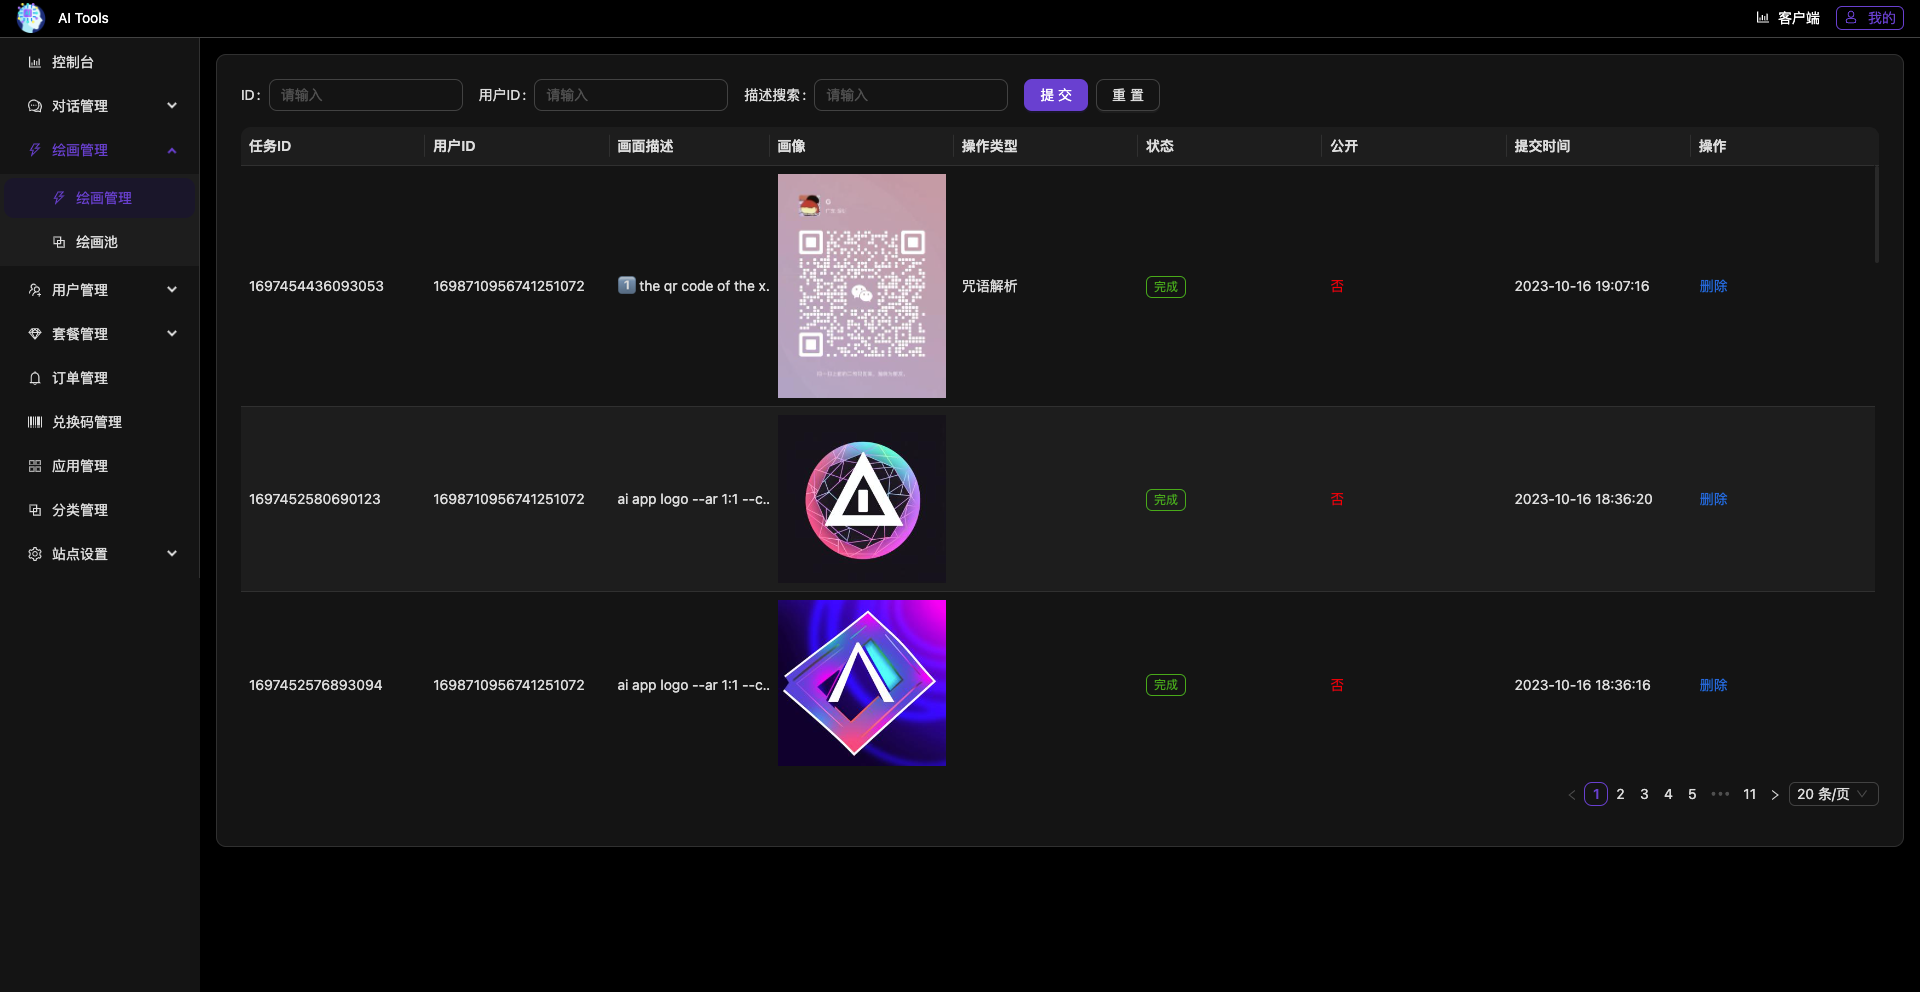 AI Tools
客户端
我的
控制台
对话管理
绘画管理
绘画管理
绘画池
用户管理
套餐管理
订单管理
兑换码管理
应用管理
分类管理
站点设置
ID: 请输入 用户ID: 请输入 描述搜索: 请输入 提 交 重 置
任务ID 用户ID 画面描述 画像 操作类型 状态 公开 提交时间 操作
1697454436093053 1698710956741251072 1️⃣ the qr code of the x. 咒语解析 完成 否 2023-10-16 19:07:16 删除
1697452580690123 1698710956741251072 ai app logo --ar 1:1 --c.. 完成 否 2023-10-16 18:36:20 删除
1697452576893094 1698710956741251072 ai app logo --ar 1:1 --c.. 完成 否 2023-10-16 18:36:16 删除
1 2 3 4 5 ••• 11 20 条/页